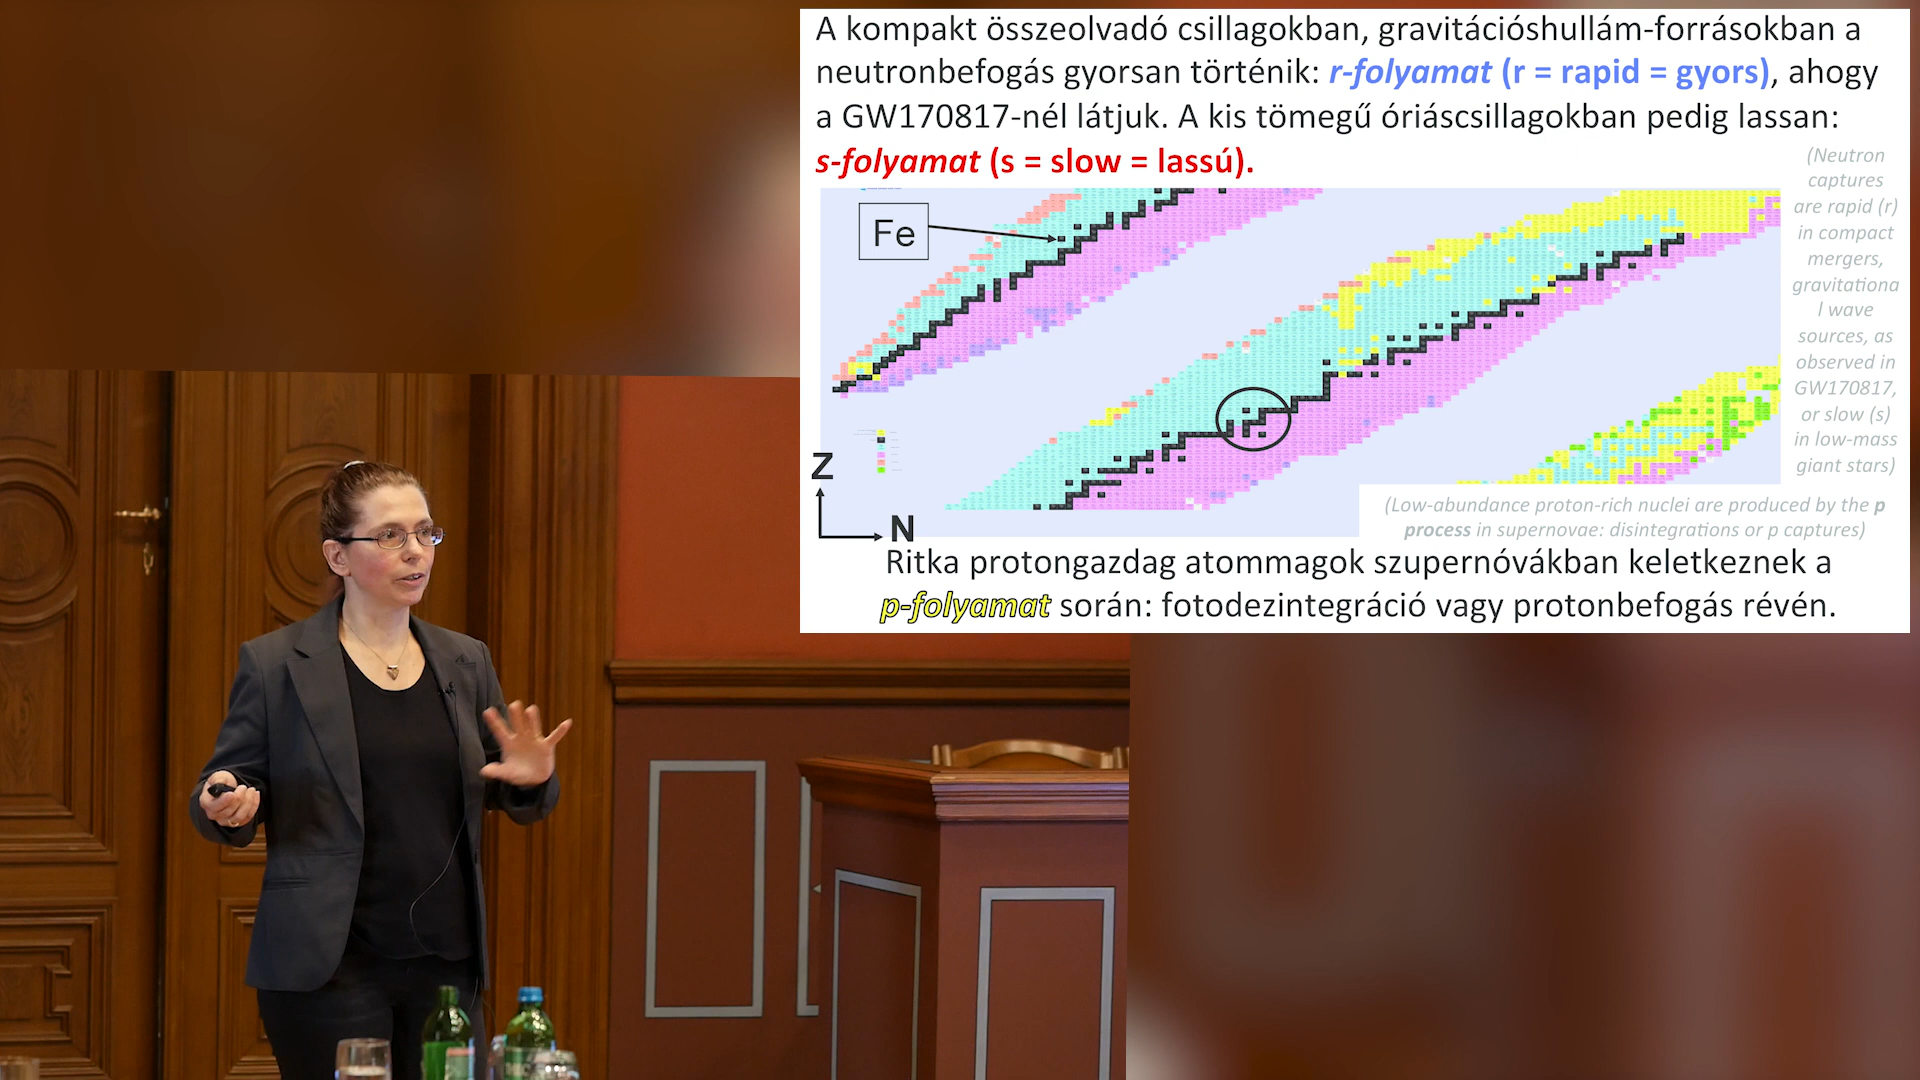 A kompakt összeolvadó csillagokban, gravitációshullám-forrásokban a
neutronbefogás gyorsan történik: r-folyamat (r = rapid = gyors), ahogy
a GW170817-nél látjuk. A kis tömegű óriáscsillagokban pedig lassan:
s-folyamat (s = slow = lassú).
(Neutron
captures
are rapid (r)
in compact
mergers,
gravitationa
l wave
sources, as
observed in
GW170817,
or slow (s)
in low-mass
giant stars)
Fe
Z
N
(Low-abundance proton-rich nuclei are produced by the p
process in supernovae: disintegrations or p captures)
Ritka protongazdag atommagok szupernóvákban keletkeznek a
p-folyamat során: fotodezintegráció vagy protonbefogás révén.